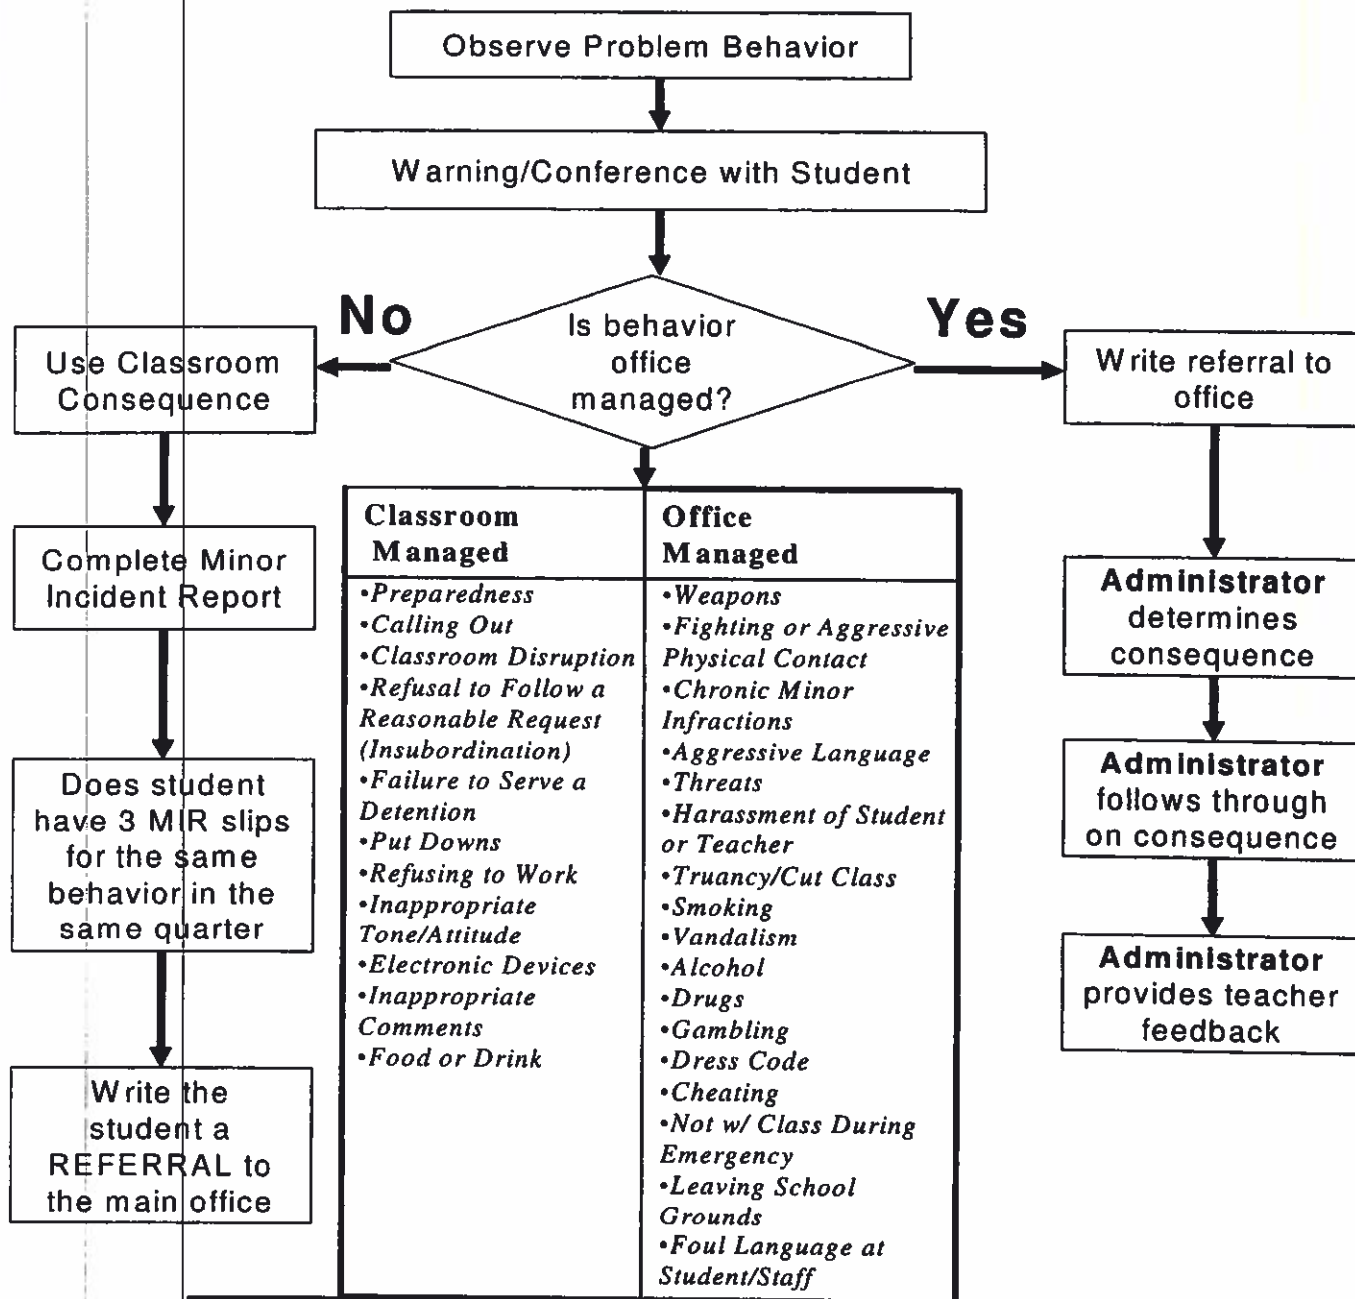 Observe Problem Behavior
Warning/Conference with Student
No
Is behavior
office
managed?
Yes
Use Classroom
Consequence
Complete Minor
Incident Report
Does student
have 3 MIR slips
for the same
behavior in the
same quarter
Write the
student a
REFERRAL to
the main office
Classroom
Managed
•Preparedness
•Calling Out
•Classroom Disruption
•Refusal to Follow a
Reasonable Request
(Insubordination)
•Failure to Serve a
Detention
•Put Downs
•Refusing to Work
•Inappropriate
Tone/Attitude
•Electronic Devices
•Inappropriate
Comments
•Food or Drink
Office
Managed
•Weapons
•Fighting or Aggressive
Physical Contact
•Chronic Minor
Infractions
•Aggressive Language
•Threats
•Harassment of Student
or Teacher
•Truancy/Cut Class
•Smoking
•Vandalism
•Alcohol
•Drugs
•Gambling
•Dress Code
•Cheating
•Not w/ Class During
Emergency
•Leaving School
Grounds
•Foul Language at
Student/Staff
Write referral to
office
Administrator
determines
consequence
Administrator
follows through
on consequence
Administrator
provides teacher
feedback